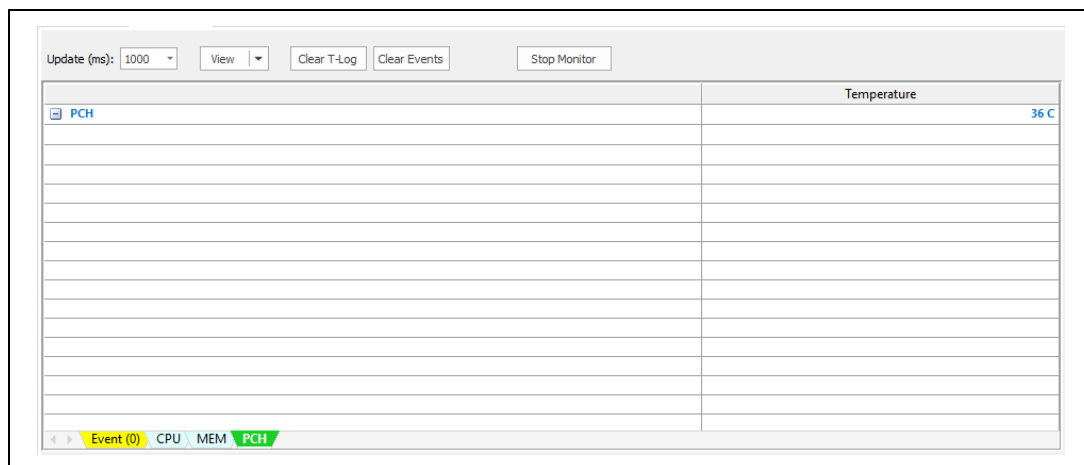 Update (ms): 1000 View Clear T-Log Clear Events Stop Monitor
Temperature
PCH 36 C
Event (0) CPU MEM PCH